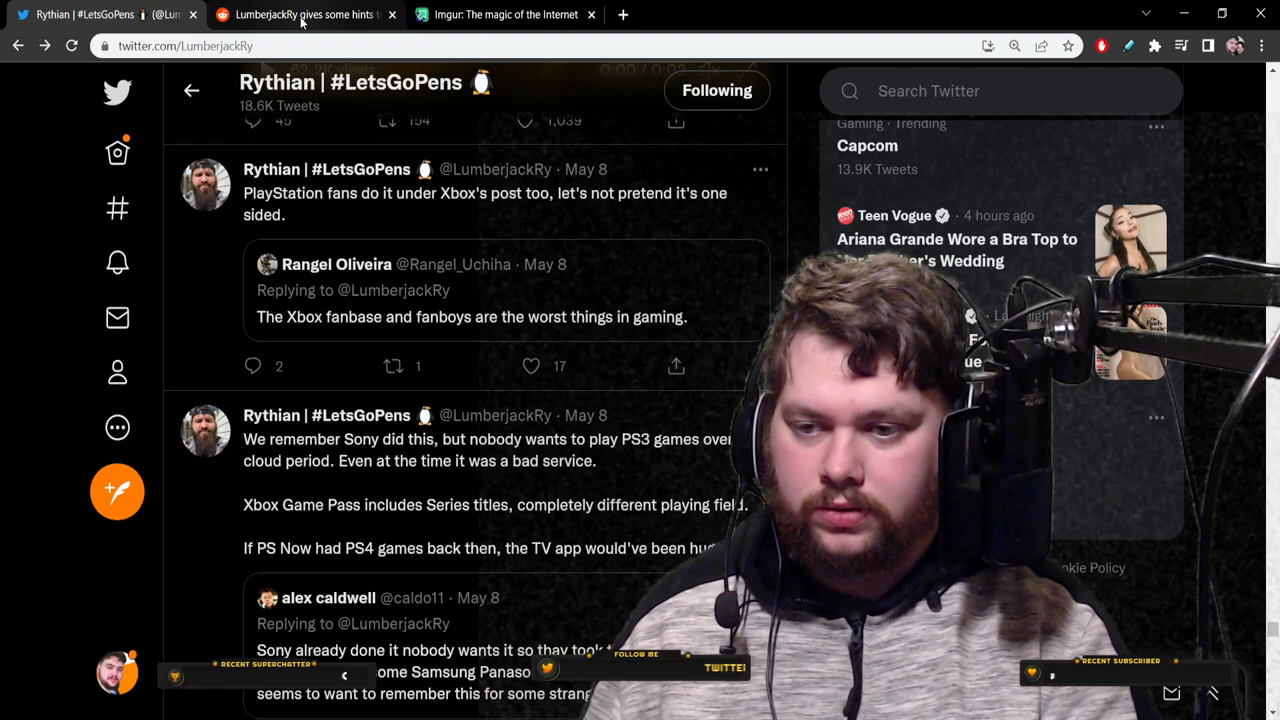 Rythian | #LetsGoPens (@Lum
LumberjackRy gives some hints t
Imgur: The magic of the Internet
twitter.com/LumberjackRy
Rythian | #LetsGoPens
18.6K Tweets
Following
Search Twitter
0:00 / 0:02
45
154
1,039
Rythian | #LetsGoPens @LumberjackRy · May 8
PlayStation fans do it under Xbox's post too, let's not pretend it's one
sided.
Rangel Oliveira @Rangel_Uchiha · May 8
Replying to @LumberjackRy
The Xbox fanbase and fanboys are the worst things in gaming.
2
1
17
Rythian | #LetsGoPens @LumberjackRy · May 8
We remember Sony did this, but nobody wants to play PS3 games over
cloud period. Even at the time it was a bad service.
Xbox Game Pass includes Series titles, completely different playing field.
If PS Now had PS4 games back then, the TV app would've been
alex caldwell @caldo11 · May 8
Replying to @LumberjackRy
Sony already done it nobody wants it so thay took
ome Samsung Panaso
seems to want to remember this for some
Gaming · Trending
Capcom
13.9K Tweets
Teen Vogue · 4 hours ago
Ariana Grande Wore a Bra Top to
Wedding
okie Policy
RECENT SUPERCHATTER
FOLLOW ME
TWITTE
RECENT SUBSCRIBER